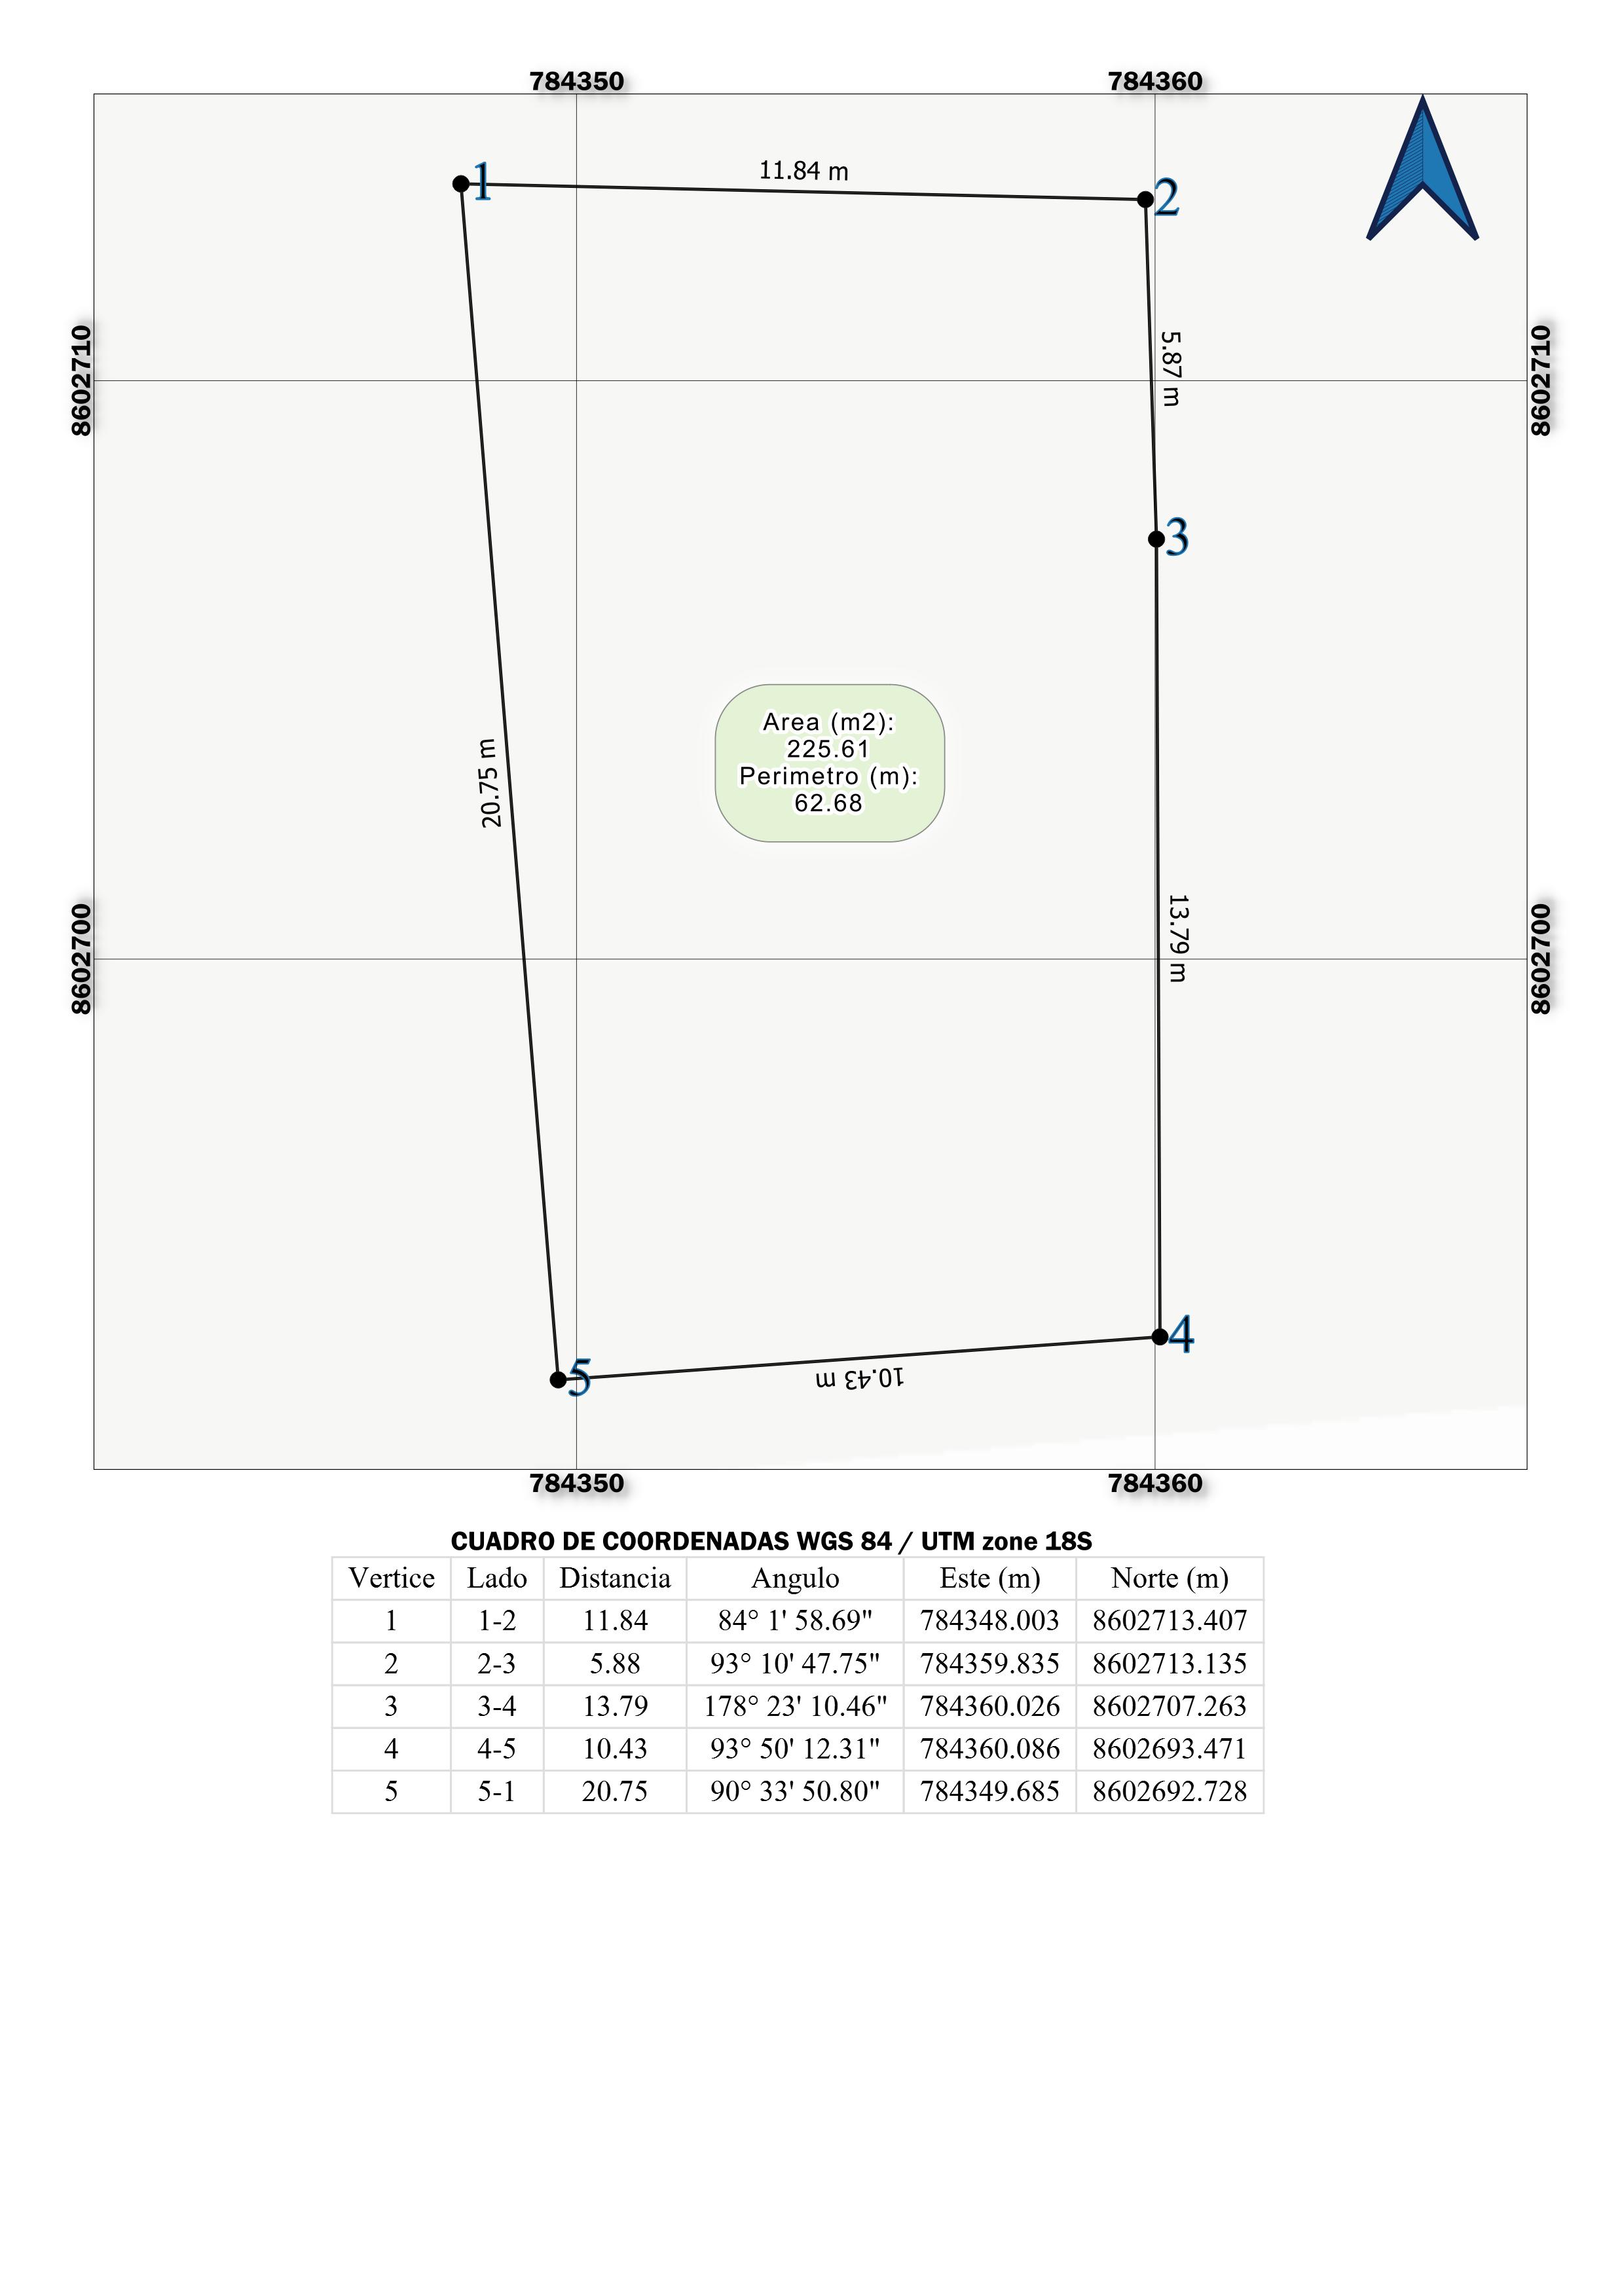 784350 784360
1
11.84 m
2
8602710
5.87 m
8602710
3
Area (m2):
225.61
Perimetro (m):
62.68
20.75 m
13.79 m
8602700
8602700
4
10.43 m
5
784350 784360
CUADRO DE COORDENADAS WGS 84 / UTM zone 18S
Vertice Lado Distancia Angulo Este (m) Norte (m)
1 1-2 11.84 84° 1' 58.69" 784348.003 8602713.407
2 2-3 5.88 93° 10' 47.75" 784359.835 8602713.135
3 3-4 13.79 178° 23' 10.46" 784360.026 8602707.263
4 4-5 10.43 93° 50' 12.31" 784360.086 8602693.471
5 5-1 20.75 90° 33' 50.80" 784349.685 8602692.728